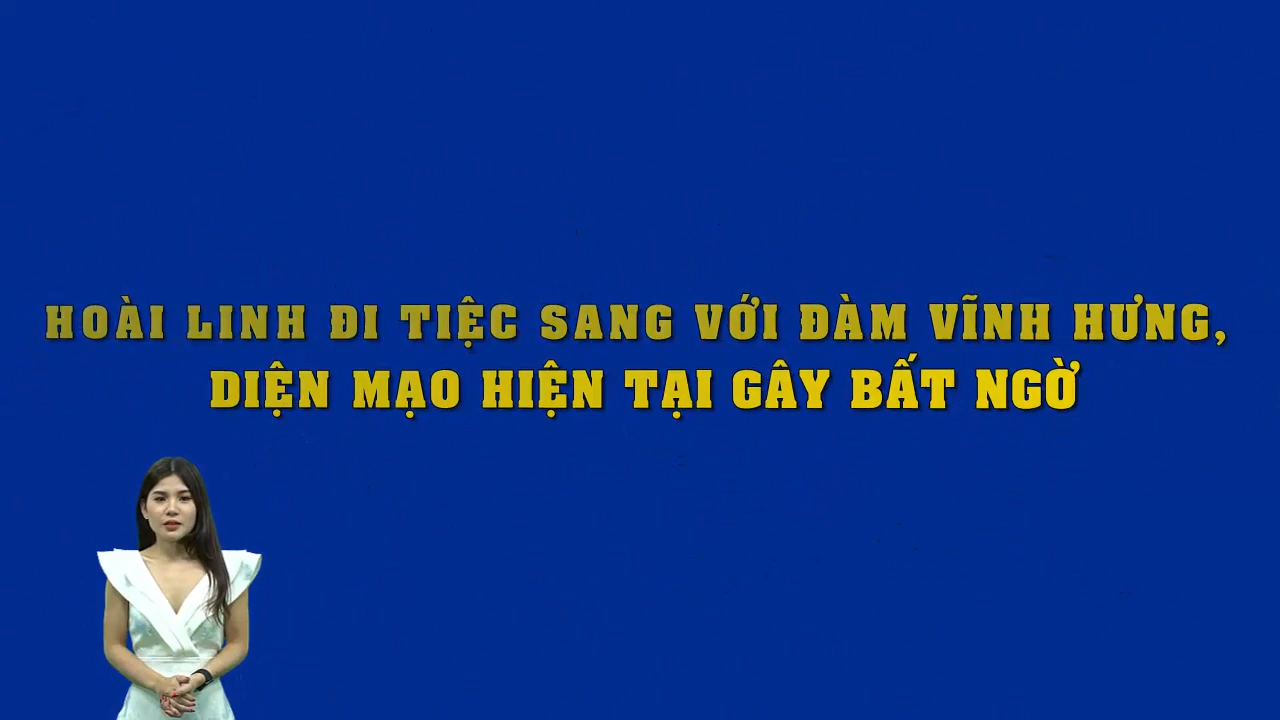 HOÀI LINH ĐI TIỆC SANG VỚI ĐÀM VĨNH HƯNG,
DIỆN MẠO HIỆN TẠI GÂY BẤT NGỜ